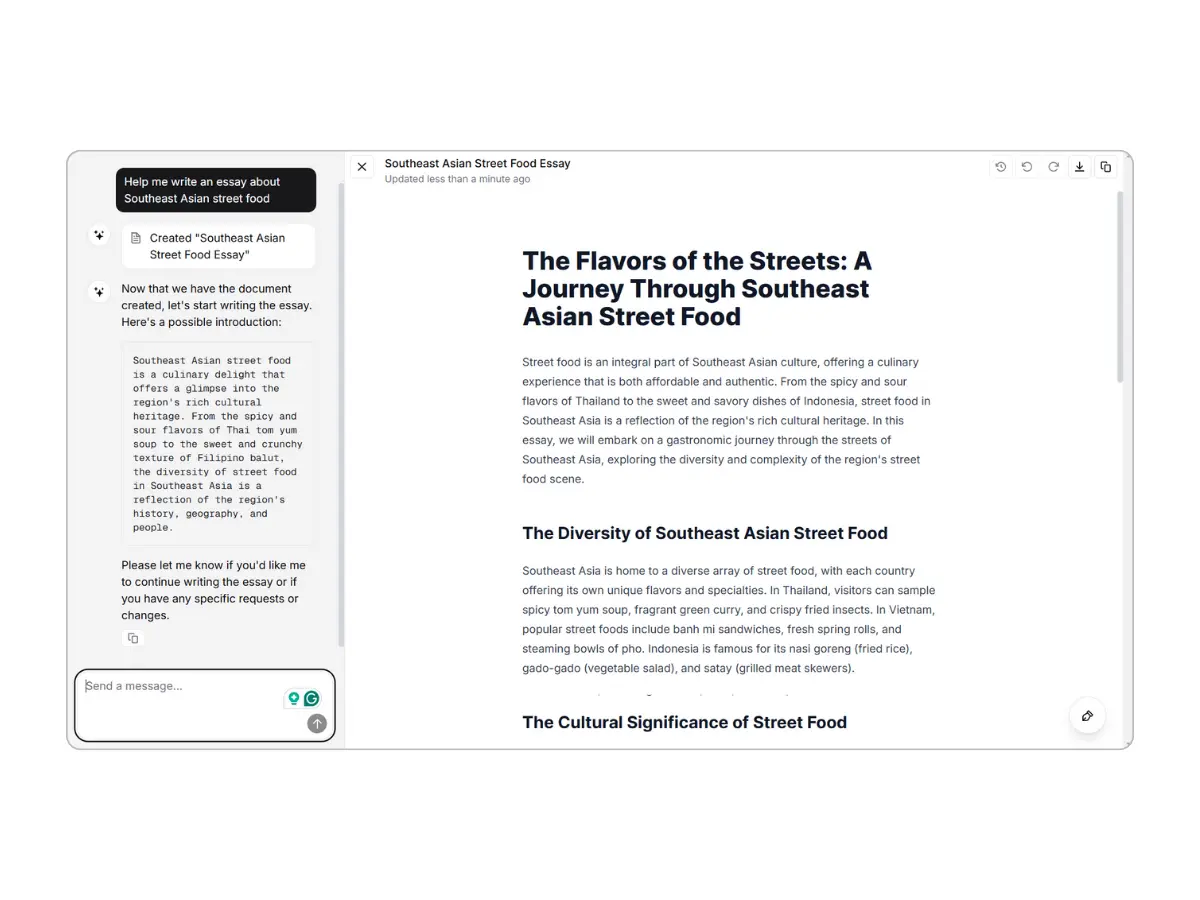 Help me write an essay about
Southeast Asian street food
Created "Southeast Asian
Street Food Essay"
Now that we have the document
created, let's start writing the essay.
Here's a possible introduction:
Southeast Asian street food
is a culinary delight that
offers a glimpse into the
region's rich cultural
heritage. From the spicy and
sour flavors of Thai tom yum
soup to the sweet and crunchy
texture of Filipino balut,
the diversity of street food
in Southeast Asia is a
reflection of the region's
history, geography, and
people.
Please let me know if you'd like me
to continue writing the essay or if
you have any specific requests or
changes.
Send a message...
Southeast Asian Street Food Essay
Updated less than a minute ago
The Flavors of the Streets: A
Journey Through Southeast
Asian Street Food
Street food is an integral part of Southeast Asian culture, offering a culinary
experience that is both affordable and authentic. From the spicy and sour
flavors of Thailand to the sweet and savory dishes of Indonesia, street food in
Southeast Asia is a reflection of the region's rich cultural heritage. In this
essay, we will embark on a gastronomic journey through the streets of
Southeast Asia, exploring the diversity and complexity of the region's street
food scene.
The Diversity of Southeast Asian Street Food
Southeast Asia is home to a diverse array of street food, with each country
offering its own unique flavors and specialties. In Thailand, visitors can sample
spicy tom yum soup, fragrant green curry, and crispy fried insects. In Vietnam,
popular street foods include banh mi sandwiches, fresh spring rolls, and
steaming bowls of pho. Indonesia is famous for its nasi goreng (fried rice),
gado-gado (vegetable salad), and satay (grilled meat skewers).
The Cultural Significance of Street Food